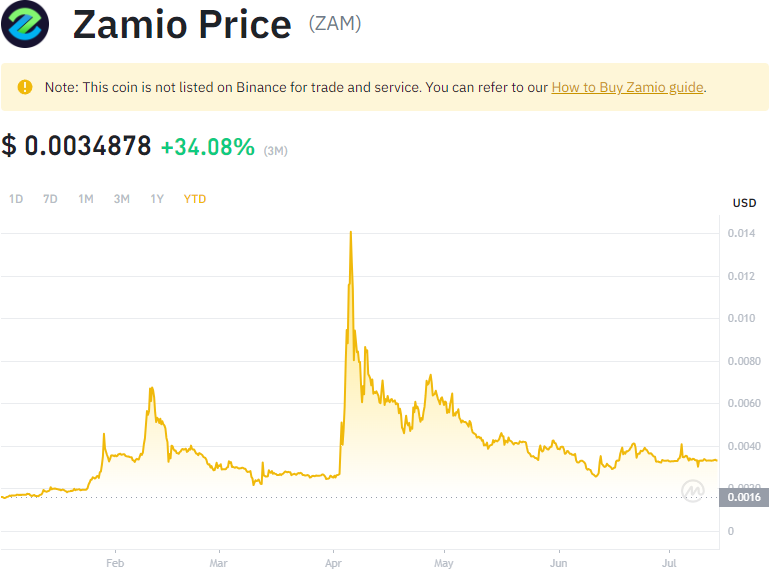 Zamio Price (ZAM)
Note: This coin is not listed on Binance for trade and service. You can refer to our How to Buy Zamio guide.
$ 0.0034878 +34.08% (3M)
1D 7D 1M 3M 1Y YTD
USD
0.014
0.012
0.010
0.0080
0.0060
0.0040
0.0020
0.0016
0
Feb Mar Apr May Jun Jul